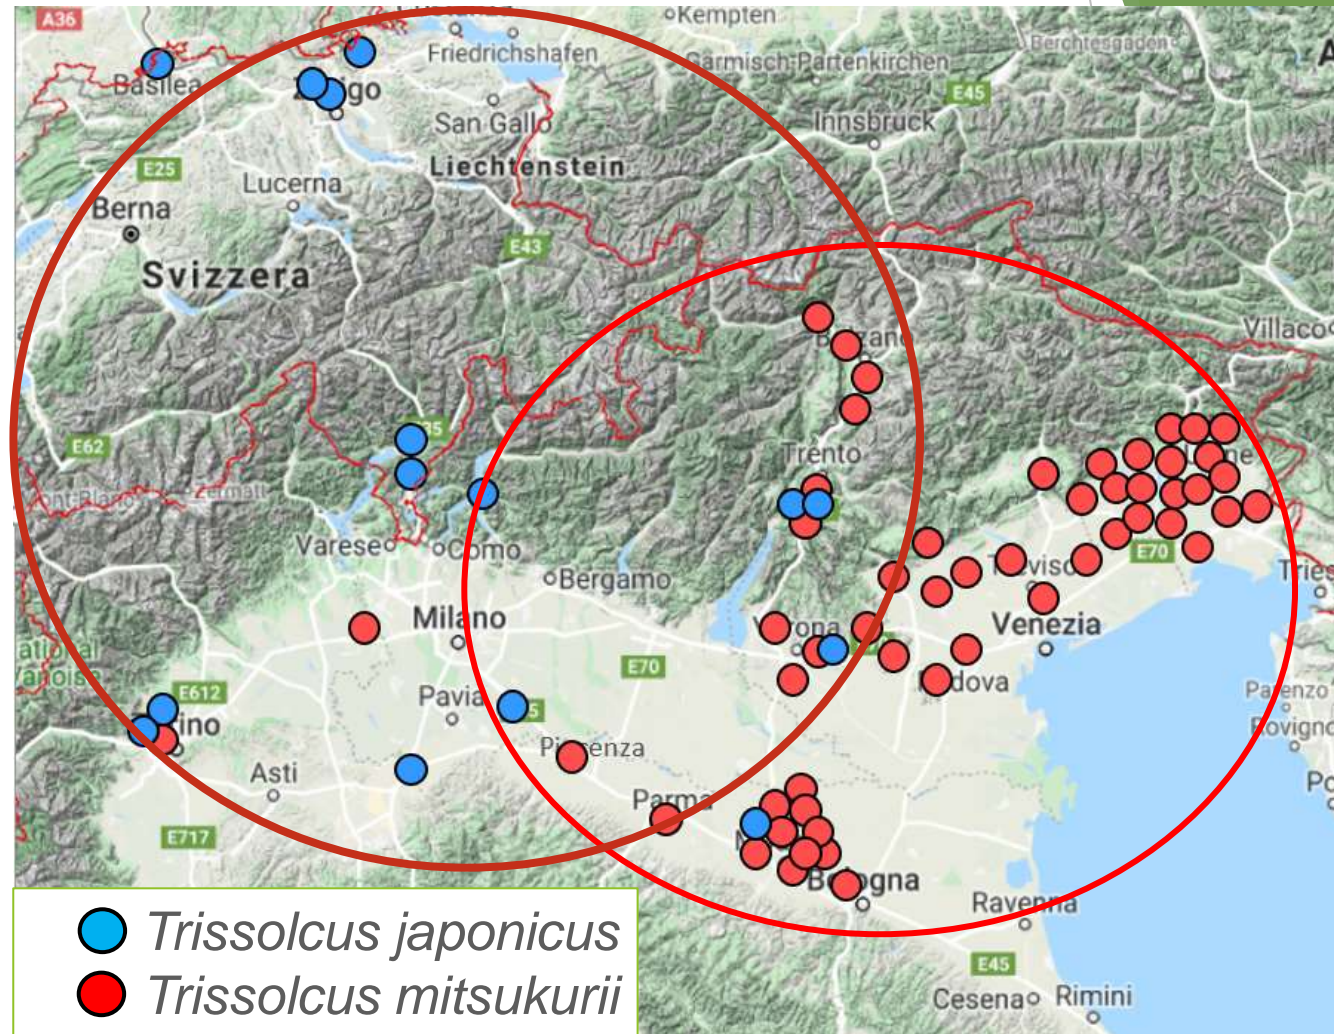 A36
Kempten
Friedrichshafen
Berchtesgaden
Garmisch-Partenkirchen
Basilea
E45
San Gallo
Innsbruck
E25
Liechtenstein
Lucerna
Berna
E43
Svizzera
Villaco
E62
Trento
Zermatt
Varese
Como
E70
Bergamo
Milano
Venezia
E70
E612
Pavia
Piacenza
Asti
Parma
E717
Bologna
Ravenna
E45
Cesena
Rimini
Trissolcus japonicus
Trissolcus mitsukurii